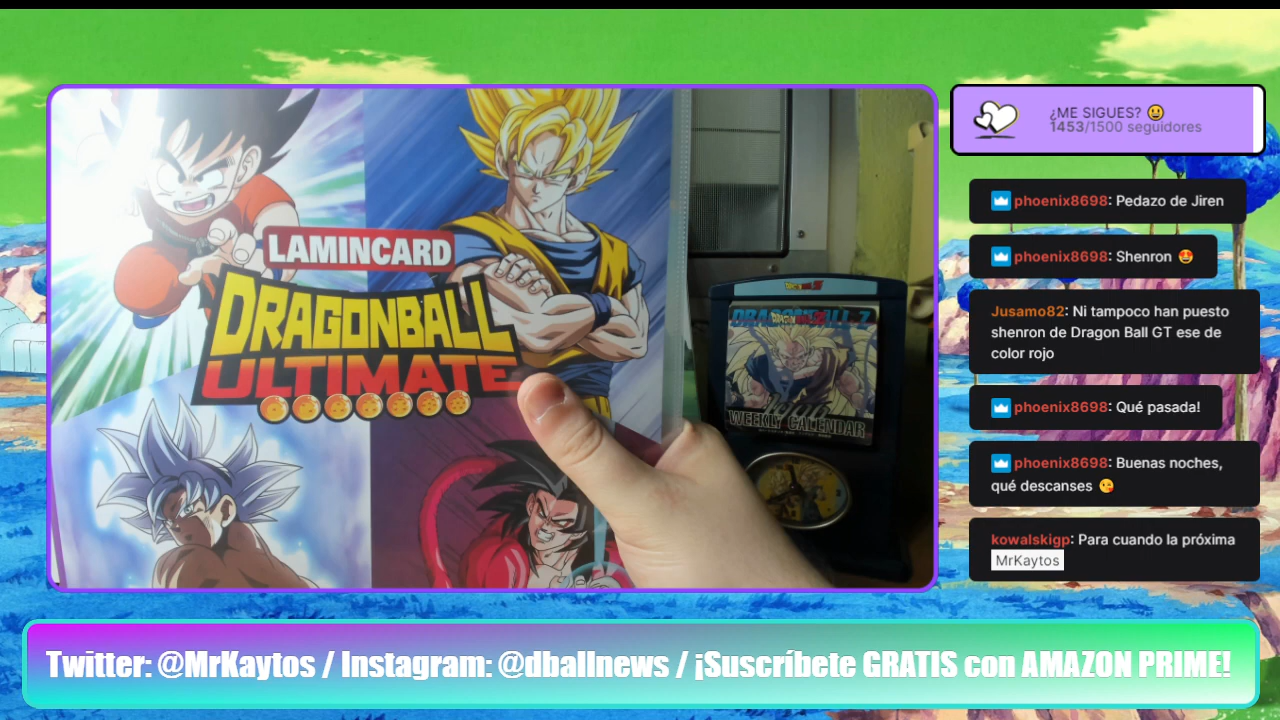 ¿ME SIGUES? 😀
1453/1500 seguidores
phoenix8698: Pedazo de Jiren
phoenix8698: Shenron 🤩
Jusamo82: Ni tampoco han puesto
shenron de Dragon Ball GT ese de
color rojo
phoenix8698: Qué pasada!
phoenix8698: Buenas noches,
qué descanses 😘
kowalskigp: Para cuando la próxima
MrKaytos
LAMINCARD
DRAGONBALL
ULTIMATE
DRAGON BALL Z
WEEKLY CALENDAR
Twitter: @MrKaytos / Instagram: @dballnews / ¡Suscríbete GRATIS con AMAZON PRIME!